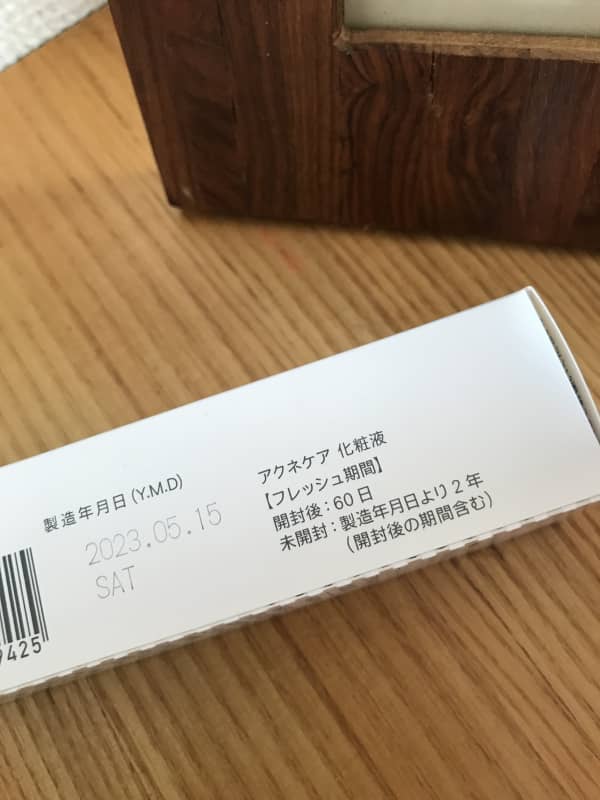 製造年月日(Y.M.D)
2023.05.15
SAT
9425
アクネケア 化粧液
【フレッシュ期間】
開封後：60日
未開封：製造年月日より2年
(開封後の期間含む)